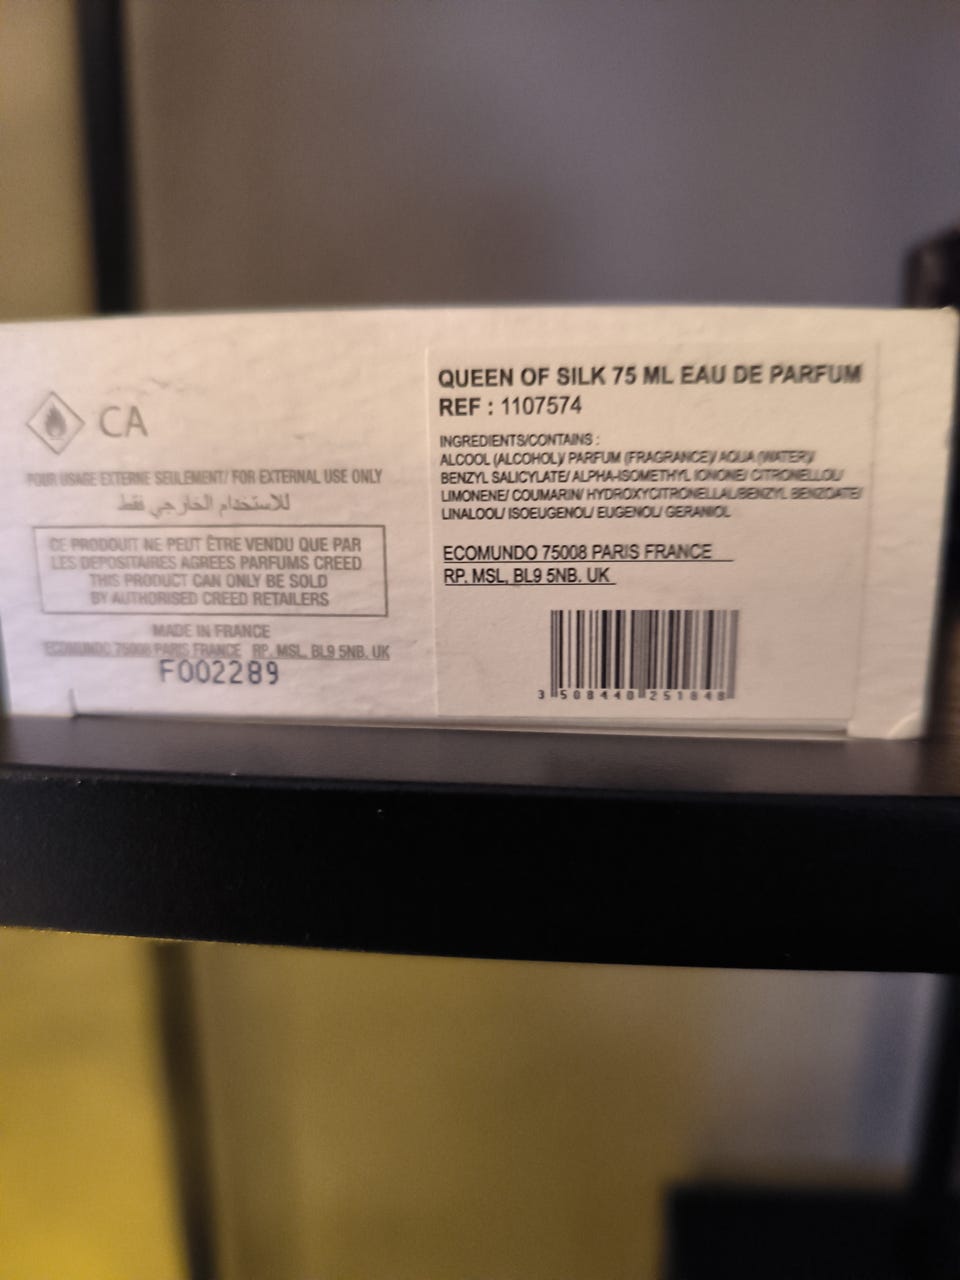 CA
POUR USAGE EXTERNE SEULEMENT/ FOR EXTERNAL USE ONLY
للاستخدام الخارجي فقط
CE PRODOUIT NE PEUT ÊTRE VENDU QUE PAR
LES DEPOSITAIRES AGREES PARFUMS CREED
THIS PRODUCT CAN ONLY BE SOLD
BY AUTHORISED CREED RETAILERS
MADE IN FRANCE
ECOMUNDO 75008 PARIS FRANCE RP. MSL, BL9 5NB. UK
F002289
QUEEN OF SILK 75 ML EAU DE PARFUM
REF : 1107574
INGREDIENTS/CONTAINS :
ALCOOL (ALCOHOL)/ PARFUM (FRAGRANCE)/ AQUA (WATER)/
BENZYL SALICYLATE/ ALPHA-ISOMETHYL IONONE/ CITRONELLOL/
LIMONENE/ COUMARIN/ HYDROXYCITRONELLAL/BENZYL BENZOATE/
LINALOOL/ ISOEUGENOL/ EUGENOL/ GERANIOL
ECOMUNDO 75008 PARIS FRANCE
RP. MSL, BL9 5NB. UK
3 508440 251848